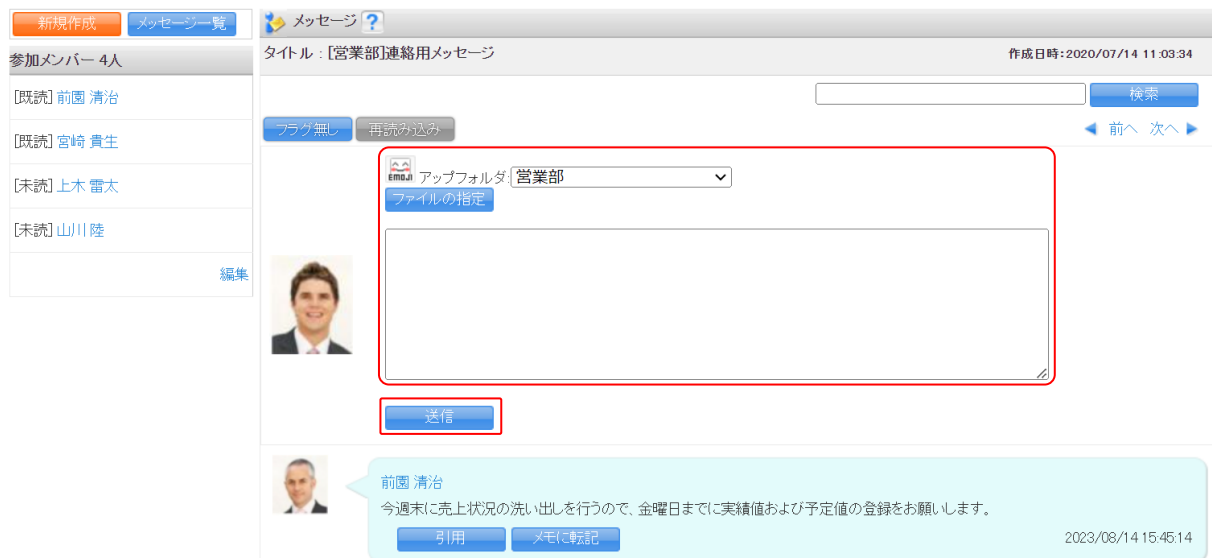 新規作成 メッセージ一覧
参加メンバー 4人
[既読] 前園 清治
[既読] 宮崎 貴生
[未読] 上木 雷太
[未読] 山川 陸
編集
メッセージ ?
タイトル : [営業部]連絡用メッセージ 作成日時:2020/07/14 11:03:34
検索
フラグ無し 再読み込み ◀ 前へ 次へ ▶
EMOJI アップフォルダ: 営業部
ファイルの指定
送信
前園 清治
今週末に売上状況の洗い出しを行うので、金曜日までに実績値および予定値の登録をお願いします。
引用 メモに転記 2023/08/14 15:45:14